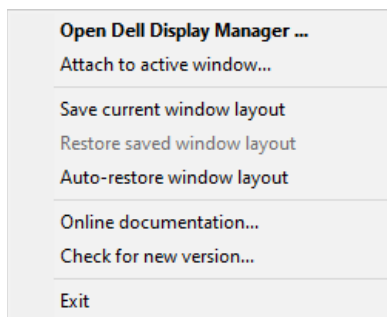 Open Dell Display Manager ...
Attach to active window...
Save current window layout
Restore saved window layout
Auto-restore window layout
Online documentation...
Check for new version...
Exit